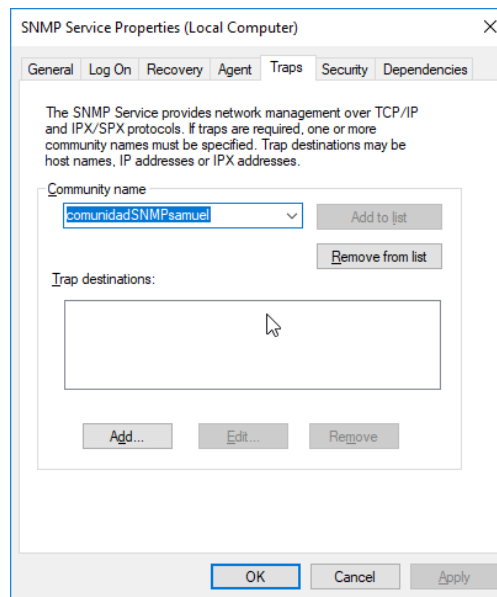 SNMP Service Properties (Local Computer)
General Log On Recovery Agent Traps Security Dependencies
The SNMP Service provides network management over TCP/IP
and IPX/SPX protocols. If traps are required, one or more
community names must be specified. Trap destinations may be
host names, IP addresses or IPX addresses.
Community name
comunidadSNMPsamuel
Add to list
Remove from list
Trap destinations:
Add... Edit... Remove
OK Cancel Apply